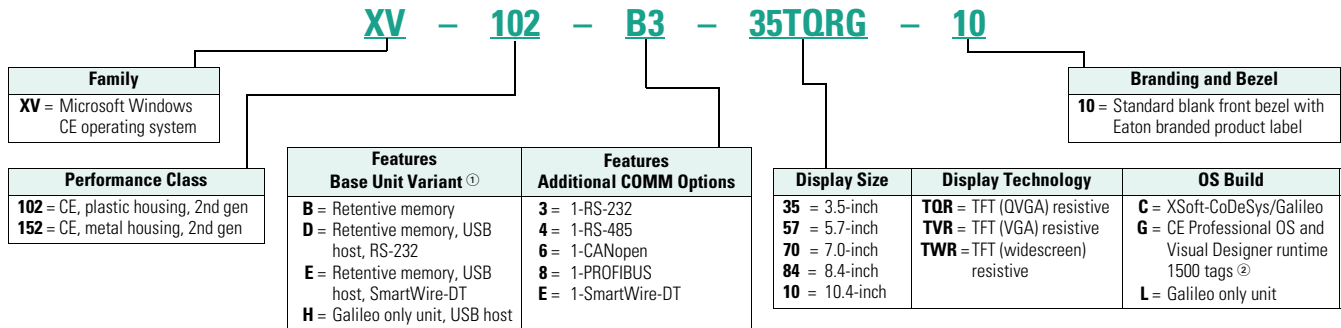 XV – 102 – B3 – 35TQRG – 10
Family
XV = Microsoft Windows
CE operating system
Performance Class
102 = CE, plastic housing, 2nd gen
152 = CE, metal housing, 2nd gen
Features
Base Unit Variant ①
B = Retentive memory
D = Retentive memory, USB
host, RS-232
E = Retentive memory, USB
host, SmartWire-DT
H = Galileo only unit, USB host
Features
Additional COMM Options
3 = 1-RS-232
4 = 1-RS-485
6 = 1-CANopen
8 = 1-PROFIBUS
E = 1-SmartWire-DT
Display Size
35 = 3.5-inch
57 = 5.7-inch
70 = 7.0-inch
84 = 8.4-inch
10 = 10.4-inch
Display Technology
TQR = TFT (QVGA) resistive
TVR = TFT (VGA) resistive
TWR = TFT (widescreen)
resistive
OS Build
C = XSoft-CoDeSys/Galileo
G = CE Professional OS and
Visual Designer runtime
1500 tags ②
L = Galileo only unit
Branding and Bezel
10 = Standard blank front bezel with
Eaton branded product label